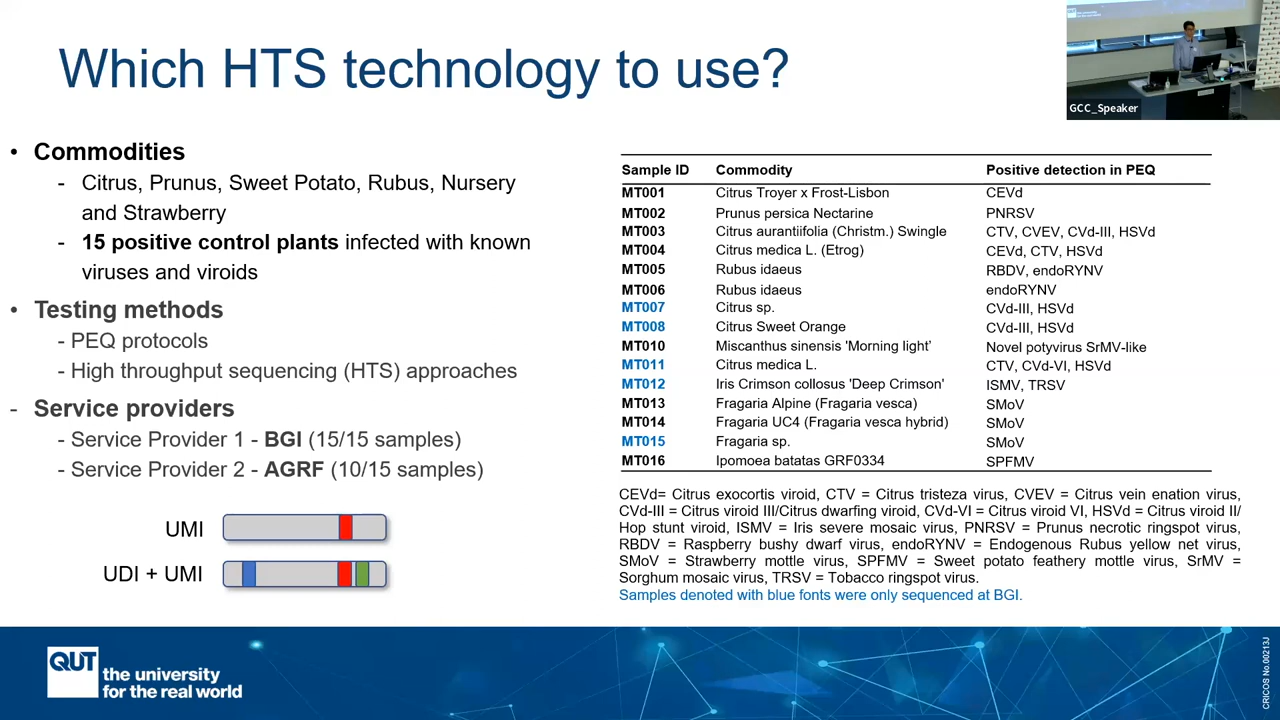 Which HTS technology to use?
GCC_Speaker
• Commodities
- Citrus, Prunus, Sweet Potato, Rubus, Nursery
and Strawberry
- 15 positive control plants infected with known
viruses and viroids
• Testing methods
- PEQ protocols
- High throughput sequencing (HTS) approaches
- Service providers
- Service Provider 1 - BGI (15/15 samples)
- Service Provider 2 - AGRF (10/15 samples)
UMI
UDI + UMI
Sample ID Commodity Positive detection in PEQ
MT001 Citrus Troyer x Frost-Lisbon CEVd
MT002 Prunus persica Nectarine PNRSV
MT003 Citrus aurantiifolia (Christm.) Swingle CTV, CVEV, CVd-III, HSVd
MT004 Citrus medica L. (Etrog) CEVd, CTV, HSVd
MT005 Rubus idaeus RBDV, endoRYNV
MT006 Rubus idaeus endoRYNV
MT007 Citrus sp. CVd-III, HSVd
MT008 Citrus Sweet Orange CVd-III, HSVd
MT010 Miscanthus sinensis 'Morning light' Novel potyvirus SrMV-like
MT011 Citrus medica L. CTV, CVd-VI, HSVd
MT012 Iris Crimson collosus 'Deep Crimson' ISMV, TRSV
MT013 Fragaria Alpine (Fragaria vesca) SMoV
MT014 Fragaria UC4 (Fragaria vesca hybrid) SMoV
MT015 Fragaria sp. SMoV
MT016 Ipomoea batatas GRF0334 SPFMV
CEVd= Citrus exocortis viroid, CTV = Citrus tristeza virus, CVEV = Citrus vein enation virus,
CVd-III = Citrus viroid III/Citrus dwarfing viroid, CVd-VI = Citrus viroid VI, HSVd = Citrus viroid II/
Hop stunt viroid, ISMV = Iris severe mosaic virus, PNRSV = Prunus necrotic ringspot virus,
RBDV = Raspberry bushy dwarf virus, endoRYNV = Endogenous Rubus yellow net virus,
SMoV = Strawberry mottle virus, SPFMV = Sweet potato feathery mottle virus, SrMV =
Sorghum mosaic virus, TRSV = Tobacco ringspot virus.
Samples denoted with blue fonts were only sequenced at BGI.
QUT
the university
for the real world
CRICOS No.00213J